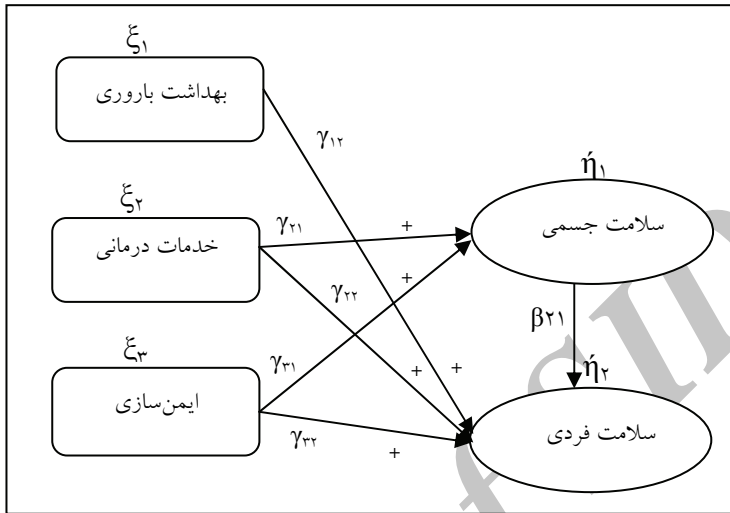 ξ۱
بهداشت باروری
γ۱۲
ή۱
سلامت جسمی
ξ۲
خدمات درمانی
γ۲۱
+
+
γ۲۲
β۲۱
ξ۳
ایمن‌سازی
γ۳۱
+
+
ή۲
سلامت فردی
γ۳۲
+